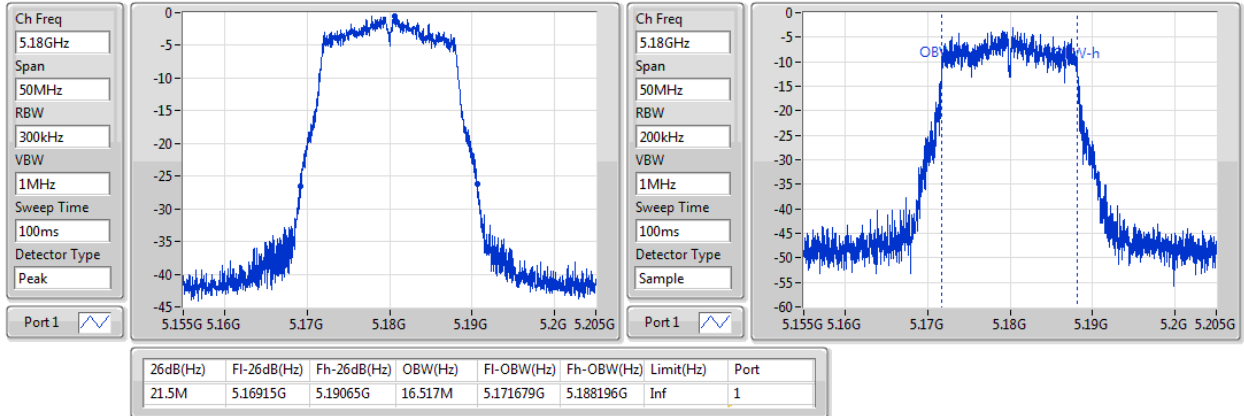 Ch Freq
5.18GHz
Span
50MHz
RBW
300kHz
VBW
1MHz
Sweep Time
100ms
Detector Type
Peak
Port 1
0-
-5-
-10-
-15-
-20-
-25-
-30-
-35-
-40-
-45-
5.155G 5.16G 5.17G 5.18G 5.19G 5.2G 5.205G
Ch Freq
5.18GHz
Span
50MHz
RBW
200kHz
VBW
1MHz
Sweep Time
100ms
Detector Type
Sample
Port 1
0-
-5-
-10-
-15-
-20-
-25-
-30-
-35-
-40-
-45-
-50-
-55-
-60-
5.155G 5.16G 5.17G 5.18G 5.19G 5.2G 5.205G
26dB(Hz) Fl-26dB(Hz) Fh-26dB(Hz) OBW(Hz) Fl-OBW(Hz) Fh-OBW(Hz) Limit(Hz) Port
21.5M 5.16915G 5.19065G 16.517M 5.171679G 5.188196G Inf 1